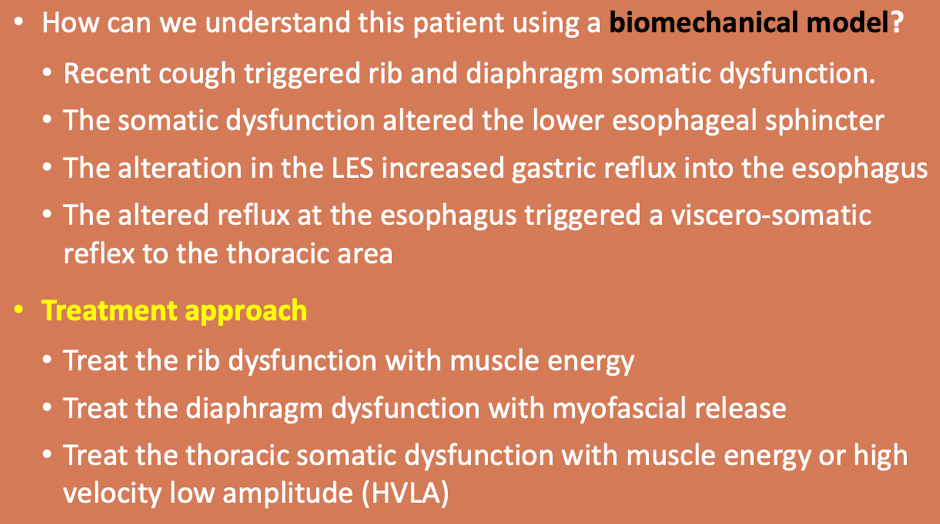 • How can we understand this patient using a biomechanical model?
• Recent cough triggered rib and diaphragm somatic dysfunction.
• The somatic dysfunction altered the lower esophageal sphincter
• The alteration in the LES increased gastric reflux into the esophagus
• The altered reflux at the esophagus triggered a viscero-somatic
reflex to the thoracic area
• Treatment approach
• Treat the rib dysfunction with muscle energy
• Treat the diaphragm dysfunction with myofascial release
• Treat the thoracic somatic dysfunction with muscle energy or high
velocity low amplitude (HVLA)